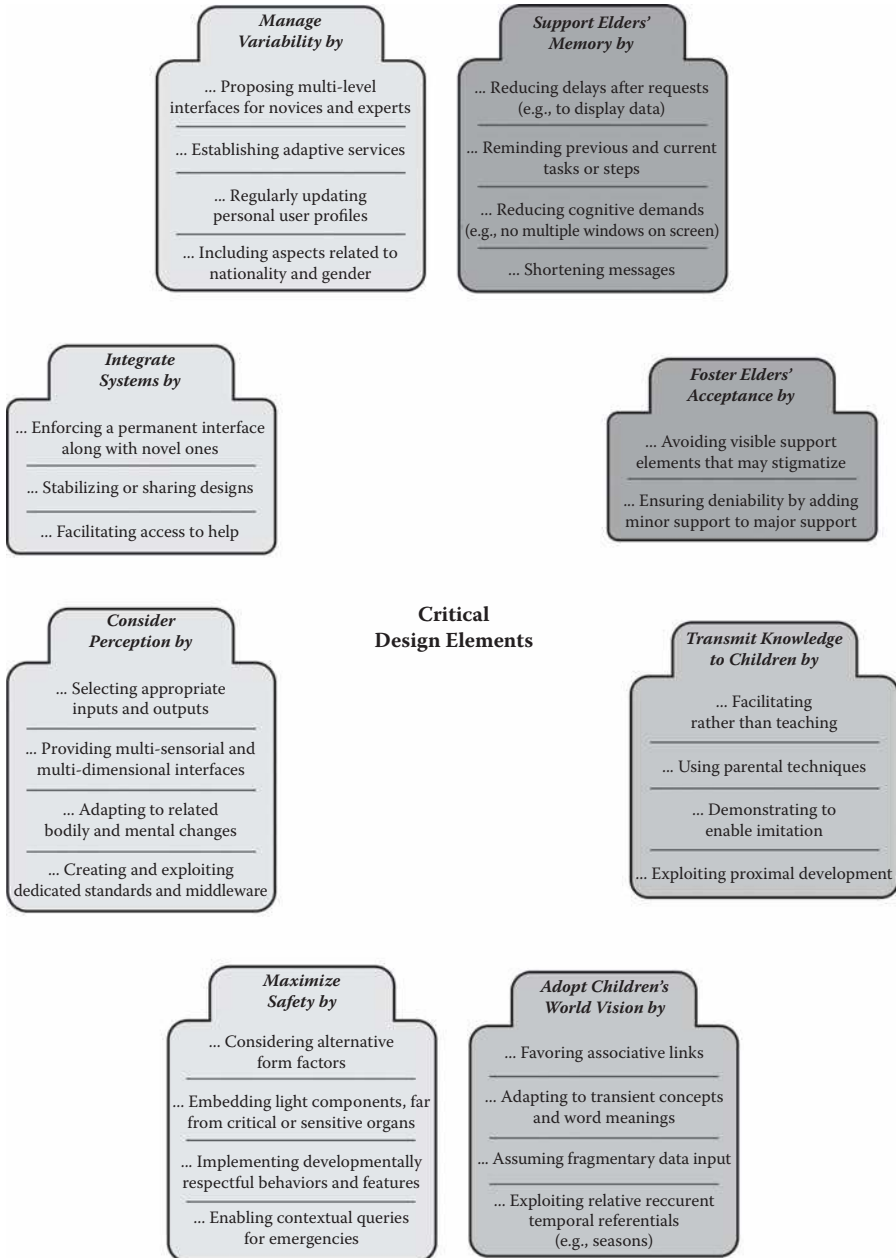 Manage
Variability by
... Proposing multi-level
interfaces for novices and experts
... Establishing adaptive services
... Regularly updating
personal user profiles
... Including aspects related to
nationality and gender
Support Elders’
Memory by
... Reducing delays after requests
(e.g., to display data)
... Reminding previous and current
tasks or steps
... Reducing cognitive demands
(e.g., no multiple windows on screen)
... Shortening messages
Integrate
Systems by
... Enforcing a permanent interface
along with novel ones
... Stabilizing or sharing designs
... Facilitating access to help
Foster Elders’
Acceptance by
... Avoiding visible support
elements that may stigmatize
... Ensuring deniability by adding
minor support to major support
Consider
Perception by
... Selecting appropriate
inputs and outputs
... Providing multi-sensorial and
multi-dimensional interfaces
... Adapting to related
bodily and mental changes
... Creating and exploiting
dedicated standards and middleware
Critical
Design Elements
Transmit Knowledge
to Children by
... Facilitating
rather than teaching
... Using parental techniques
... Demonstrating to
enable imitation
... Exploiting proximal development
Maximize
Safety by
... Considering alternative
form factors
... Embedding light components, far
from critical or sensitive organs
... Implementing developmentally
respectful behaviors and features
... Enabling contextual queries
for emergencies
Adopt Children’s
World Vision by
... Favoring associative links
... Adapting to transient concepts
and word meanings
... Assuming fragmentary data input
... Exploiting relative reccurent
temporal referentials
(e.g., seasons)